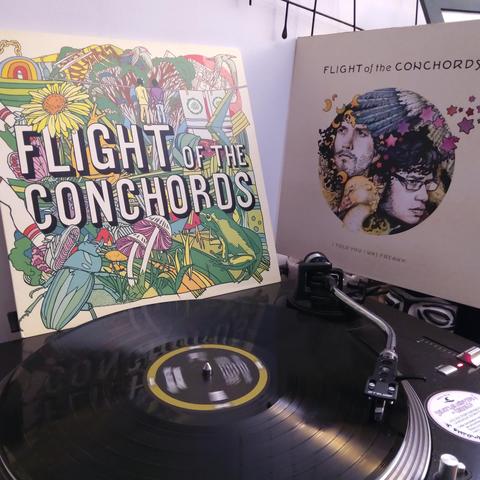 FLIGHT OF THE
CONCHORDS
FLIGHT of the CONCHORDS
I TOLD YOU I WAS FREAKY